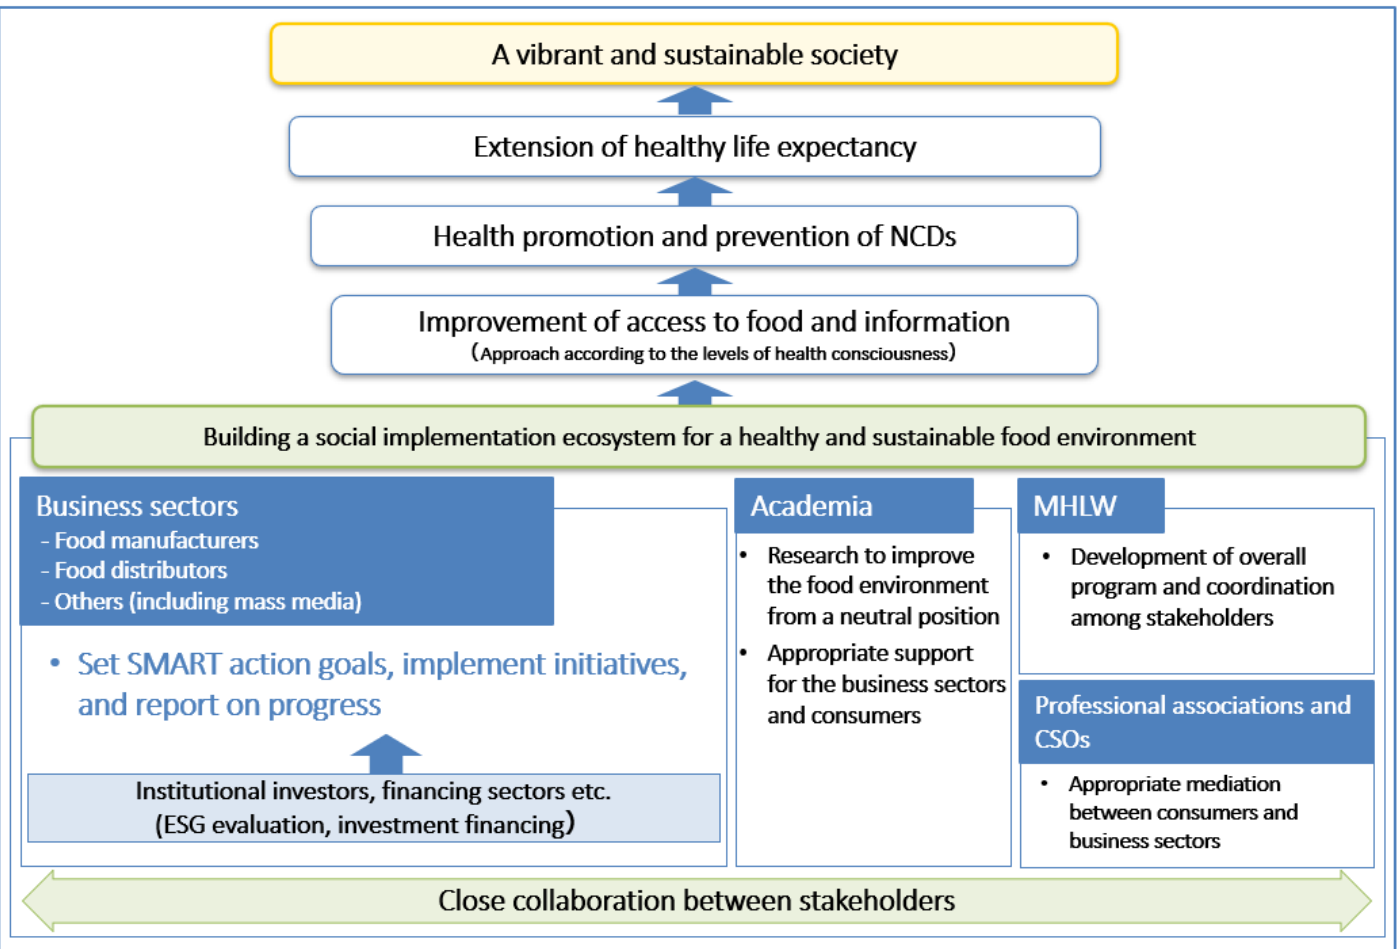 A vibrant and sustainable society
Extension of healthy life expectancy
Health promotion and prevention of NCDs
Improvement of access to food and information
(Approach according to the levels of health consciousness)
Building a social implementation ecosystem for a healthy and sustainable food environment
Business sectors
- Food manufacturers
- Food distributors
- Others (including mass media)
• Set SMART action goals, implement initiatives,
and report on progress
Institutional investors, financing sectors etc.
(ESG evaluation, investment financing)
Academia
• Research to improve
the food environment
from a neutral position
• Appropriate support
for the business sectors
and consumers
MHLW
• Development of overall
program and coordination
among stakeholders
Professional associations and
CSOs
• Appropriate mediation
between consumers and
business sectors
Close collaboration between stakeholders